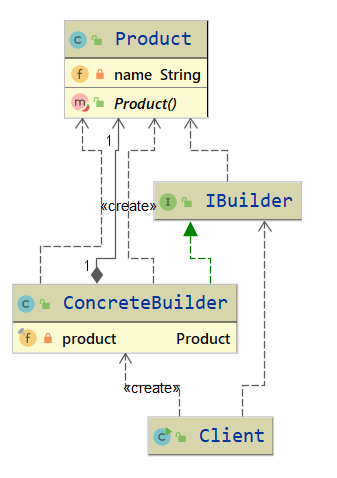 C Product
f name String
m Product()
1
«create»
I IBuilder
1
C ConcreteBuilder
f product Product
«create»
C Client